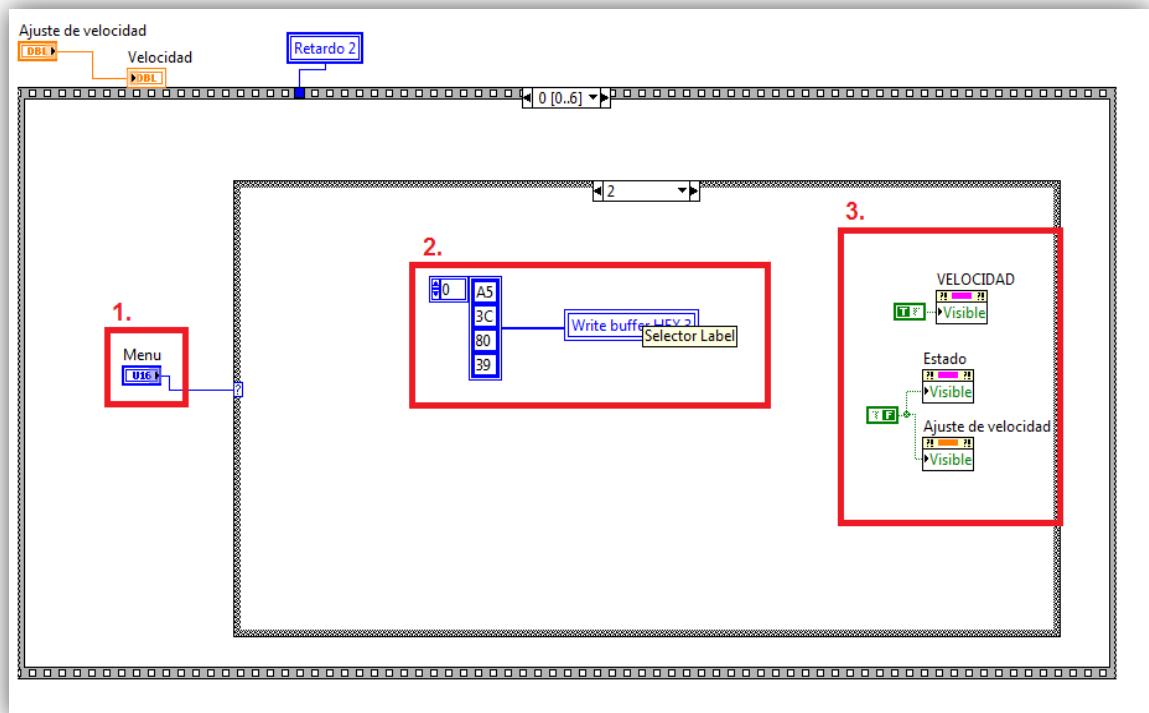 Ajuste de velocidad
DBL
Velocidad
DBL
Retardo 2
0 [0..6]
2
1.
Menu
U16
?
2.
0
A5
3C
80
39
Write buffer HEX 3
Selector Label
3.
VELOCIDAD
?! ?!
T
Visible
Estado
?! ?!
Visible
F
Ajuste de velocidad
?! ?!
Visible